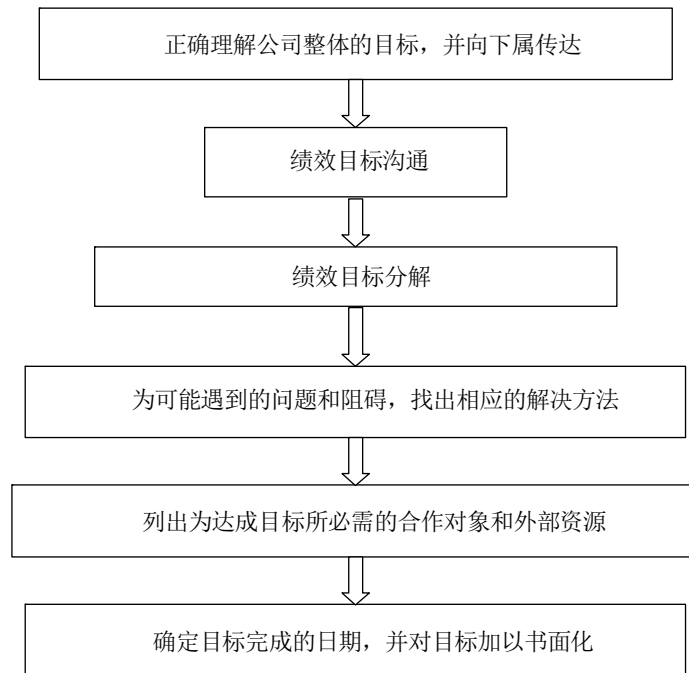 正确理解公司整体的目标，并向下属传达
绩效目标沟通
绩效目标分解
为可能遇到的问题和阻碍，找出相应的解决方法
列出为达成目标所必需的合作对象和外部资源
确定目标完成的日期，并对目标加以书面化